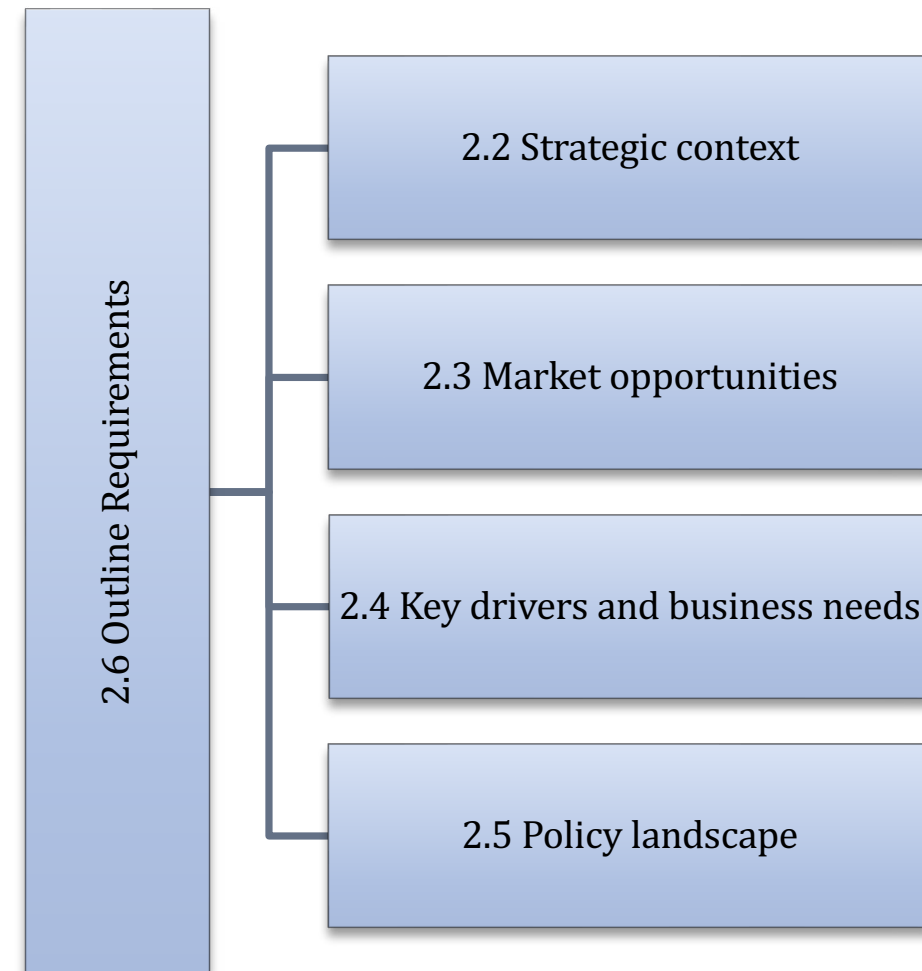 2.6 Outline Requirements
2.2 Strategic context
2.3 Market opportunities
2.4 Key drivers and business needs
2.5 Policy landscape